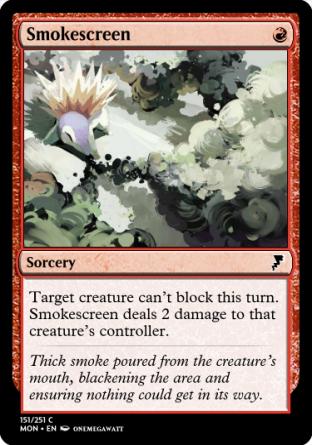 Smokescreen
Sorcery
Target creature can't block this turn.
Smokescreen deals 2 damage to that
creature's controller.
Thick smoke poured from the creature's
mouth, blackening the area and
ensuring nothing could get in its way.
151/251 C
MON • EN ONEMEGAWATT